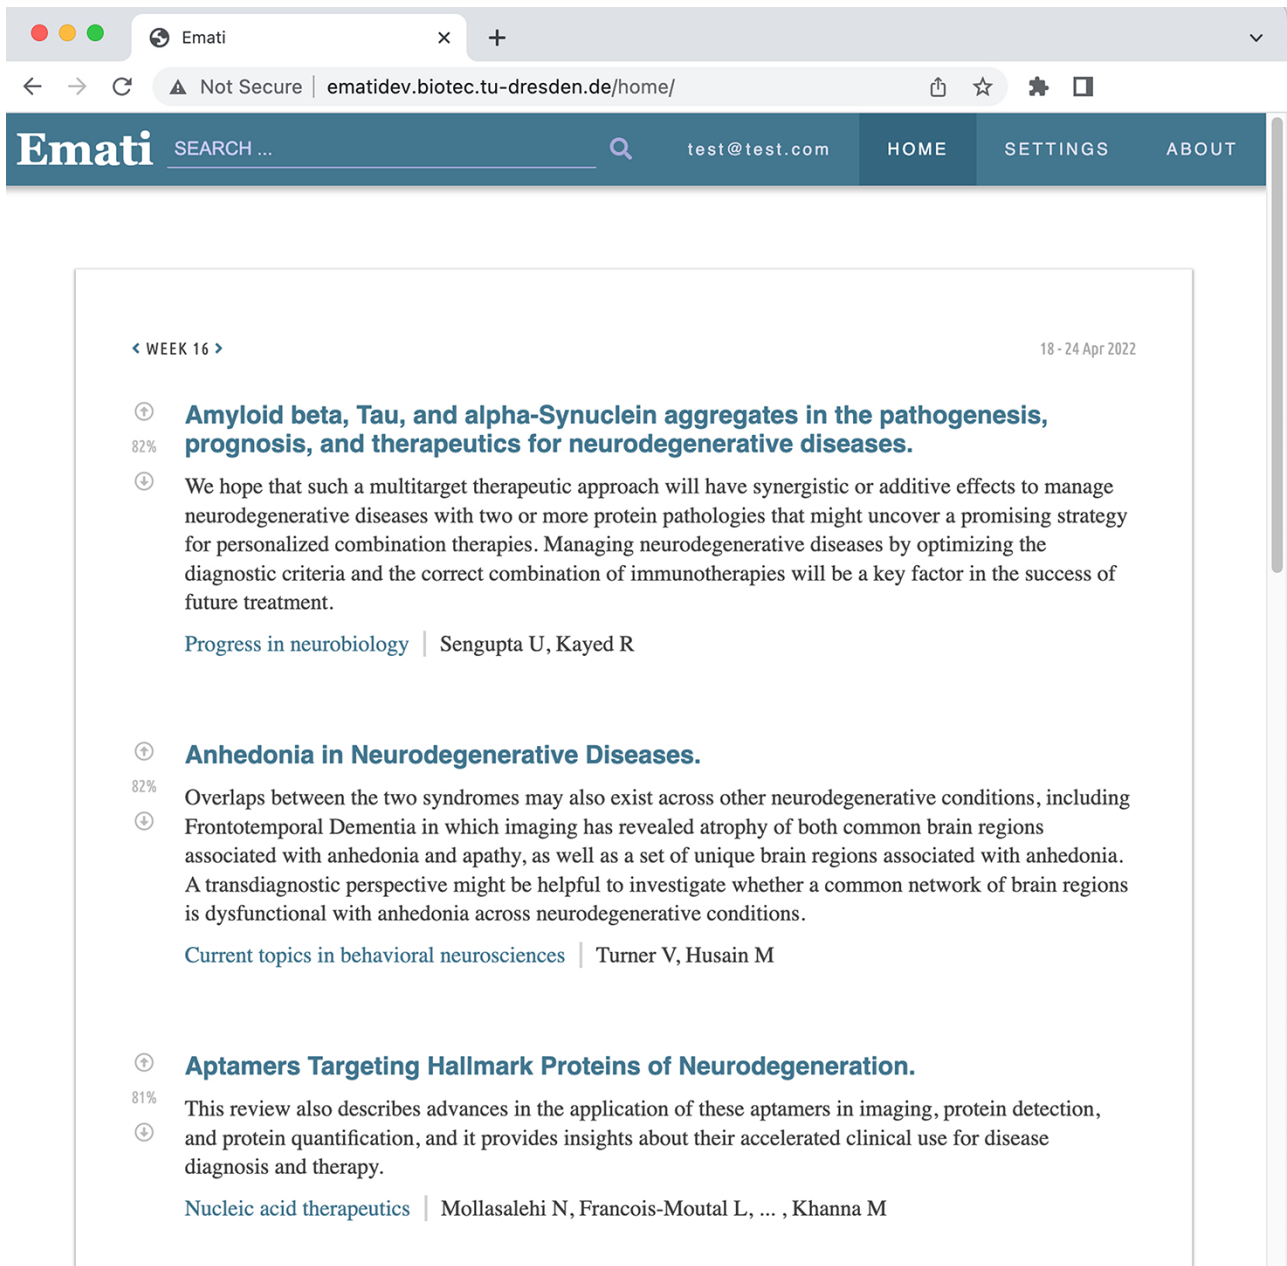 Emati
Not Secure ematidev.biotec.tu-dresden.de/home/
Emati SEARCH ... test@test.com HOME SETTINGS ABOUT
< WEEK 16 > 18 - 24 Apr 2022
Amyloid beta, Tau, and alpha-Synuclein aggregates in the pathogenesis,
82% prognosis, and therapeutics for neurodegenerative diseases.
We hope that such a multitarget therapeutic approach will have synergistic or additive effects to manage
neurodegenerative diseases with two or more protein pathologies that might uncover a promising strategy
for personalized combination therapies. Managing neurodegenerative diseases by optimizing the
diagnostic criteria and the correct combination of immunotherapies will be a key factor in the success of
future treatment.
Progress in neurobiology | Sengupta U, Kayed R
Anhedonia in Neurodegenerative Diseases.
82%
Overlaps between the two syndromes may also exist across other neurodegenerative conditions, including
Frontotemporal Dementia in which imaging has revealed atrophy of both common brain regions
associated with anhedonia and apathy, as well as a set of unique brain regions associated with anhedonia.
A transdiagnostic perspective might be helpful to investigate whether a common network of brain regions
is dysfunctional with anhedonia across neurodegenerative conditions.
Current topics in behavioral neurosciences | Turner V, Husain M
Aptamers Targeting Hallmark Proteins of Neurodegeneration.
81%
This review also describes advances in the application of these aptamers in imaging, protein detection,
and protein quantification, and it provides insights about their accelerated clinical use for disease
diagnosis and therapy.
Nucleic acid therapeutics | Mollasalehi N, Francois-Moutal L, ... , Khanna M